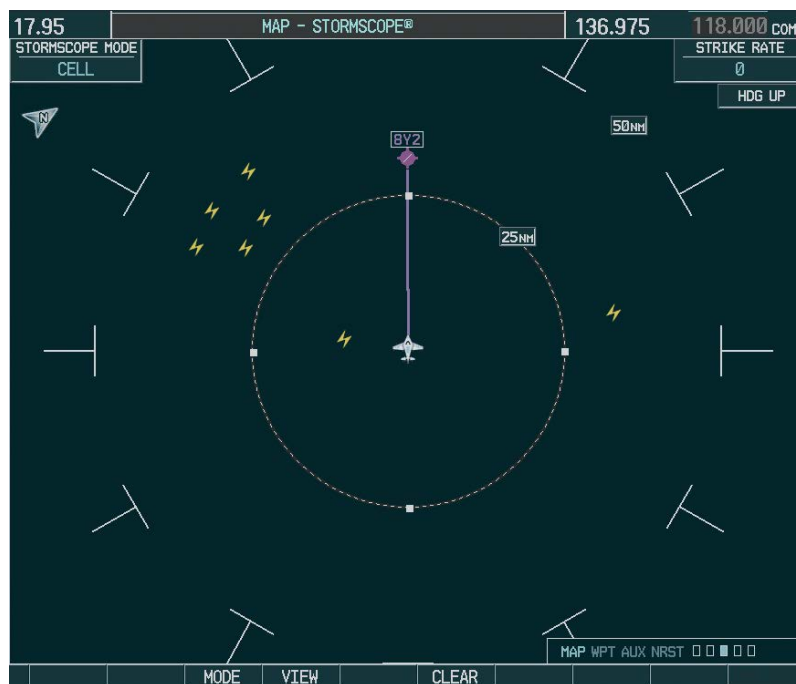 17.95 MAP - STORMSCOPE® 136.975 118.000 COM
STORMSCOPE MODE
CELL
STRIKE RATE
0
HDG UP
N
50NM
BY2
25NM
MAP WPT AUX NRST
MODE VIEW CLEAR